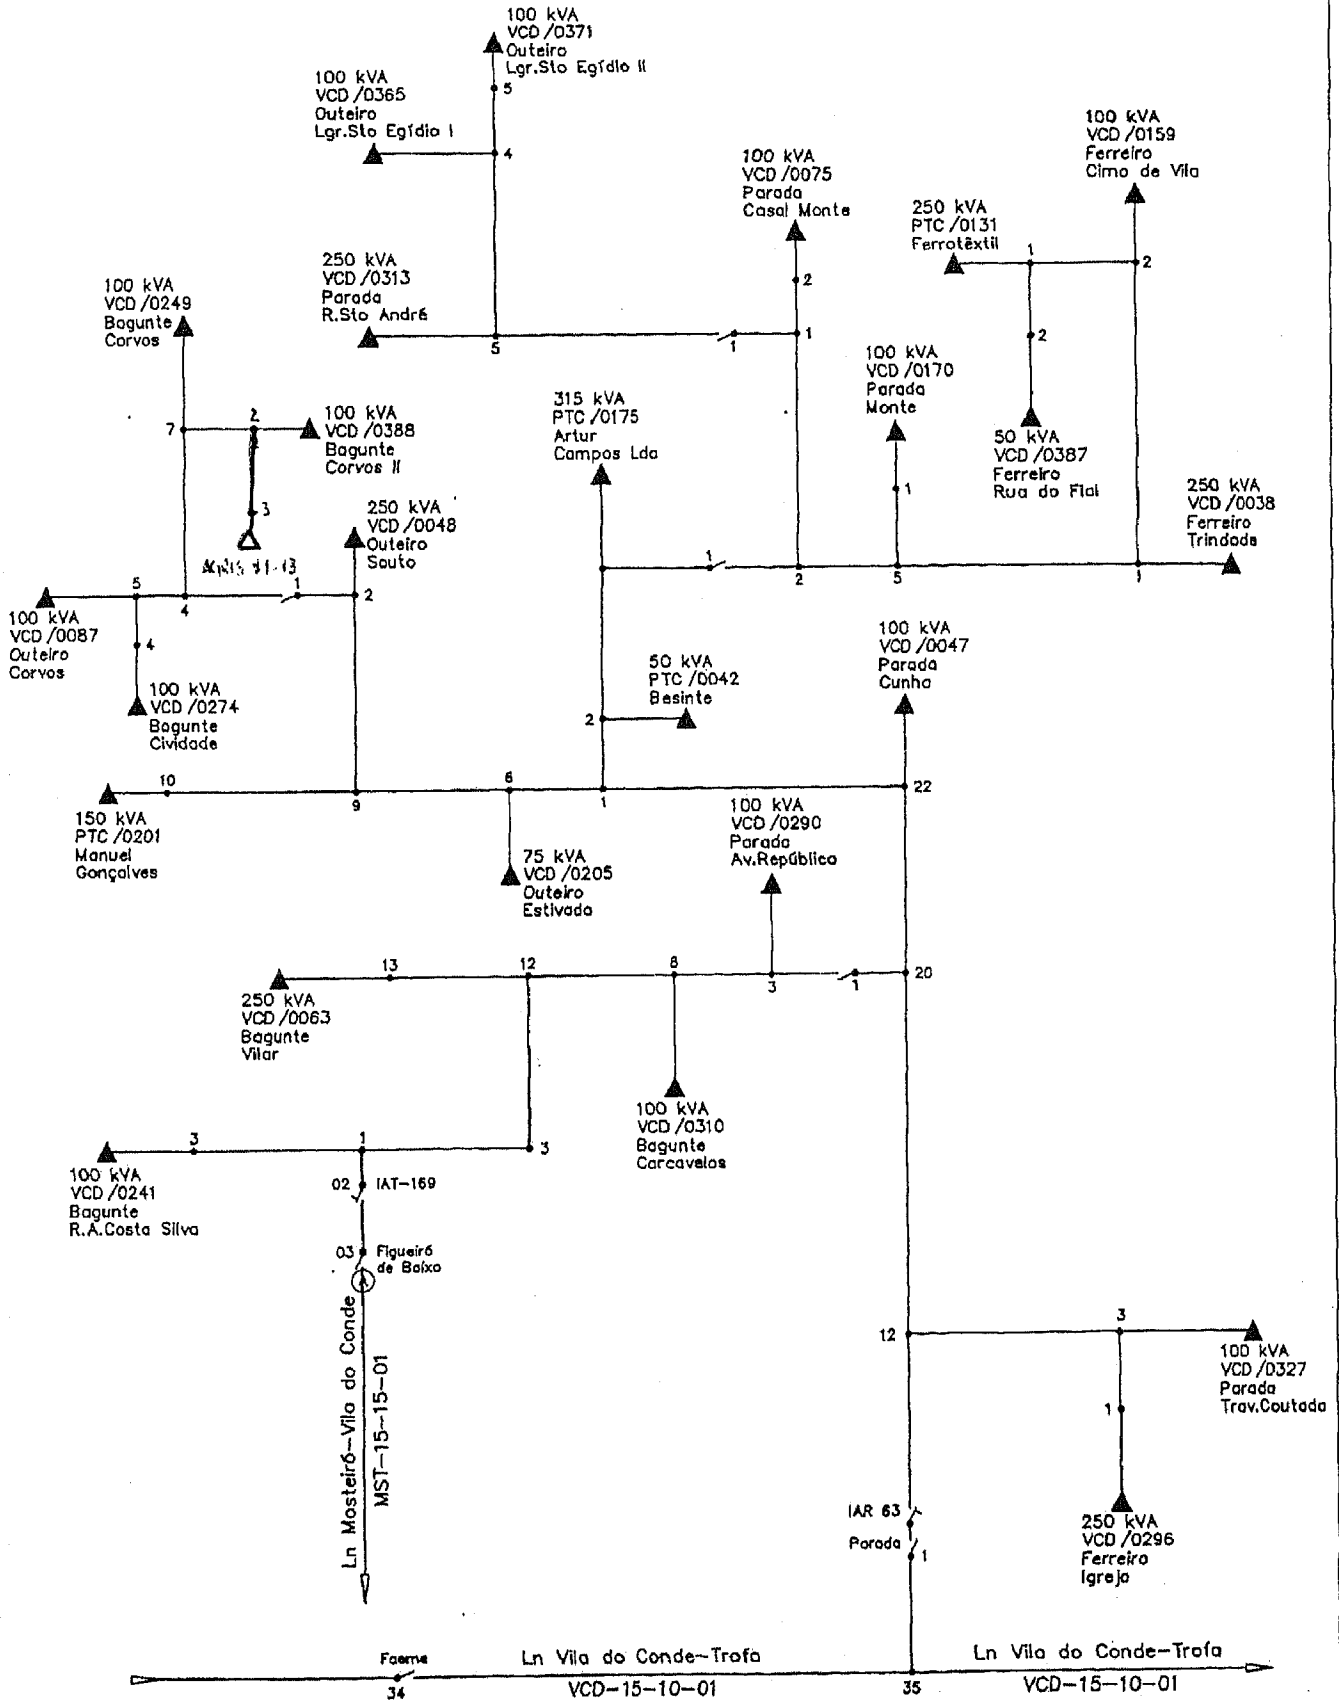 100 kVA
VCD/0371
Outeiro
Lgr.Sto Egídio II
5
100 kVA
VCD/0365
Outeiro
Lgr.Sto Egídio I
4
100 kVA
VCD/0159
Ferreiro
Cimo de Vila
2
100 kVA
VCD/0075
Parada
Casal Monte
2
1
250 kVA
PTC/0131
Ferrotêxtil
1
2
50 kVA
VCD/0387
Ferreiro
Rua do Fial
250 kVA
VCD/0313
Parada
R.Sto André
5
1
100 kVA
VCD/0249
Bagunte
Corvos
7
2
100 kVA
VCD/0388
Bagunte
Corvos II
3
100 kVA
VCD/0170
Parada
Monte
1
315 kVA
PTC/0175
Artur
Campos Lda
250 kVA
VCD/0038
Ferreiro
Trindade
250 kVA
VCD/0048
Outeiro
Souto
1
2
5
1
5
4
1
2
100 kVA
VCD/0087
Outeiro
Corvos
4
100 kVA
VCD/0274
Bagunte
Cividade
100 kVA
VCD/0047
Parada
Cunha
50 kVA
PTC/0042
Besinte
2
10
9
6
1
22
150 kVA
PTC/0201
Manuel
Gonçalves
75 kVA
VCD/0205
Outeiro
Estivada
100 kVA
VCD/0290
Parada
Av.República
13
12
8
3
1
20
250 kVA
VCD/0063
Bagunte
Vilar
100 kVA
VCD/0310
Bagunte
Carcavelos
3
1
3
100 kVA
VCD/0241
Bagunte
R.A.Costa Silva
02 IAT-169
03 Figueiró
de Baixo
Ln Mosteiró-Vila do Conde
MST-15-15-01
12
3
100 kVA
VCD/0327
Parada
Trav.Coutada
1
250 kVA
VCD/0296
Ferreiro
Igreja
IAR 63
Parada
1
Faema
34
Ln Vila do Conde-Trofa
VCD-15-10-01
35
Ln Vila do Conde-Trofa
VCD-15-10-01